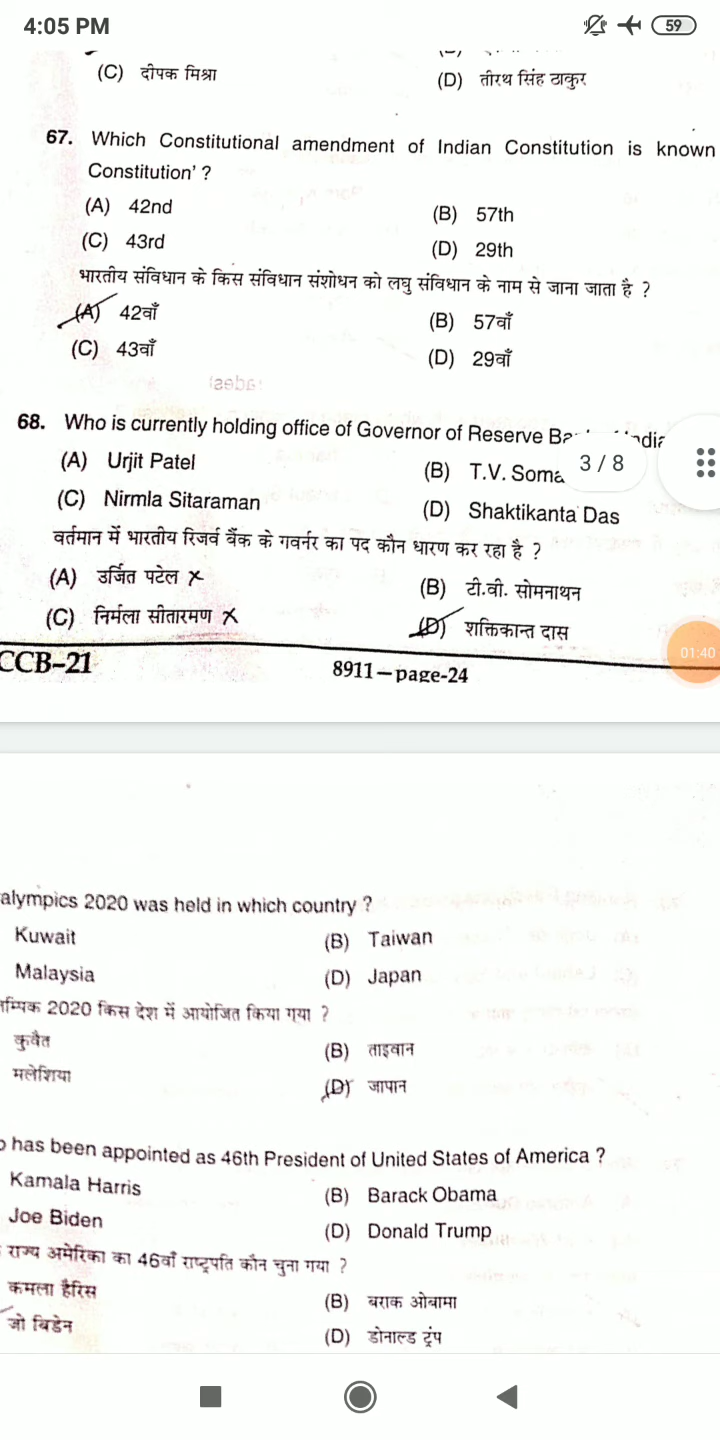 4:05 PM 59
(C) दीपक मिश्रा (D) तीरथ सिंह ठाकुर
67. Which Constitutional amendment of Indian Constitution is known
Constitution' ?
(A) 42nd (B) 57th
(C) 43rd (D) 29th
भारतीय संविधान के किस संविधान संशोधन को लघु संविधान के नाम से जाना जाता है ?
(A) 42वाँ (B) 57वाँ
(C) 43वाँ (D) 29वाँ
68. Who is currently holding office of Governor of Reserve
(A) Urjit Patel (B) T.V. Soma
3 / 8
(C) Nirmla Sitaraman (D) Shaktikanta Das
वर्तमान में भारतीय रिजर्व बैंक के गवर्नर का पद कौन धारण कर रहा है ?
(A) उर्जित पटेल (B) टी.वी. सोमनाथन
(C) निर्मला सीतारमण (D) शक्तिकान्त दास
CCB-21 8911-page-24
01:40
alympics 2020 was held in which country ?
Kuwait (B) Taiwan
Malaysia (D) Japan
म्पिक 2020 किस देश में आयोजित किया गया ?
कुवैत (B) ताइवान
मलेशिया (D) जापान
o has been appointed as 46th President of United States of America ?
Kamala Harris (B) Barack Obama
Joe Biden (D) Donald Trump
राज्य अमेरिका का 46वाँ राष्ट्रपति कौन चुना गया ?
कमला हैरिस (B) बराक ओबामा
जो बिडेन (D) डोनाल्ड ट्रंप